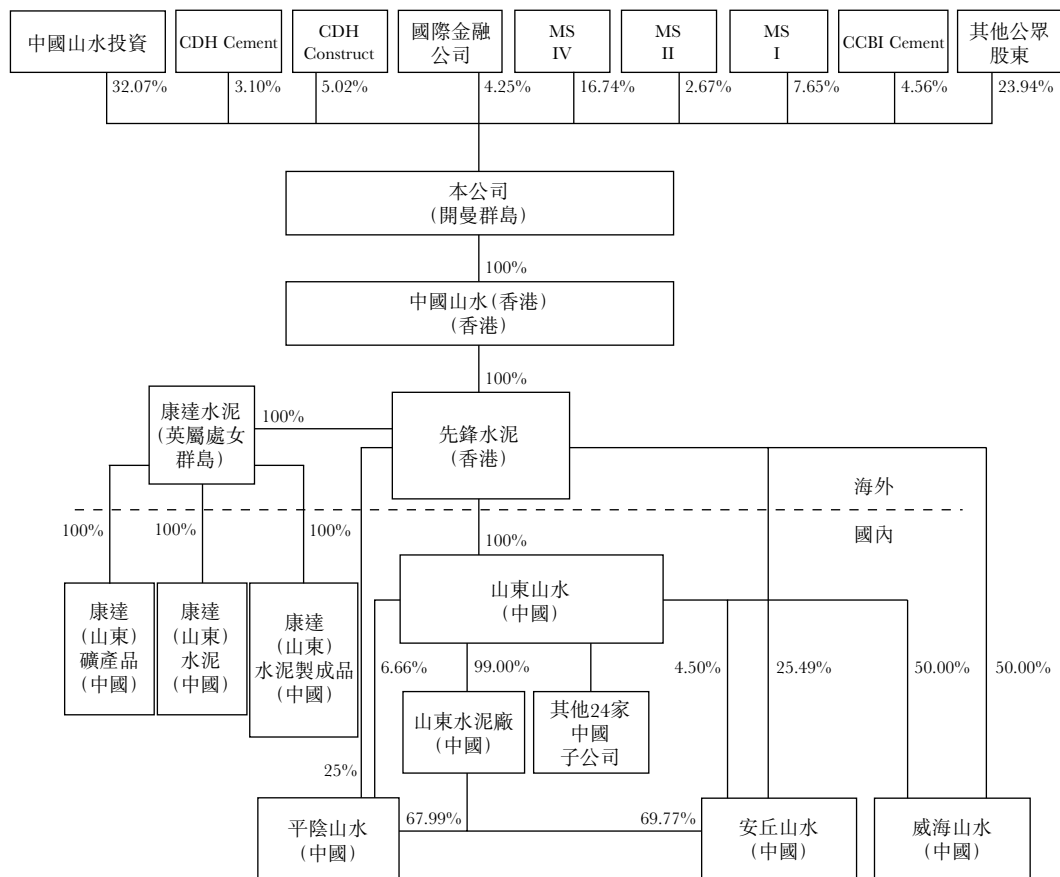 中國山水投資
CDH Cement
CDH
Construct
國際金融
公司
MS
IV
MS
II
MS
I
CCBI Cement
其他公眾
股東
32.07%
3.10%
5.02%
4.25%
16.74%
2.67%
7.65%
4.56%
23.94%
本公司
(開曼群島)
100%
中國山水(香港)
(香港)
100%
康達水泥
(英屬處女
群島)
100%
先鋒水泥
(香港)
海外
國內
100%
100%
100%
100%
康達
(山東)
礦產品
(中國)
康達
(山東)
水泥
(中國)
康達
(山東)
水泥製成品
(中國)
山東山水
(中國)
6.66%
99.00%
4.50%
25.49%
50.00%
50.00%
山東水泥廠
(中國)
其他24家
中國
子公司
25%
平陰山水
(中國)
67.99%
69.77%
安丘山水
(中國)
威海山水
(中國)